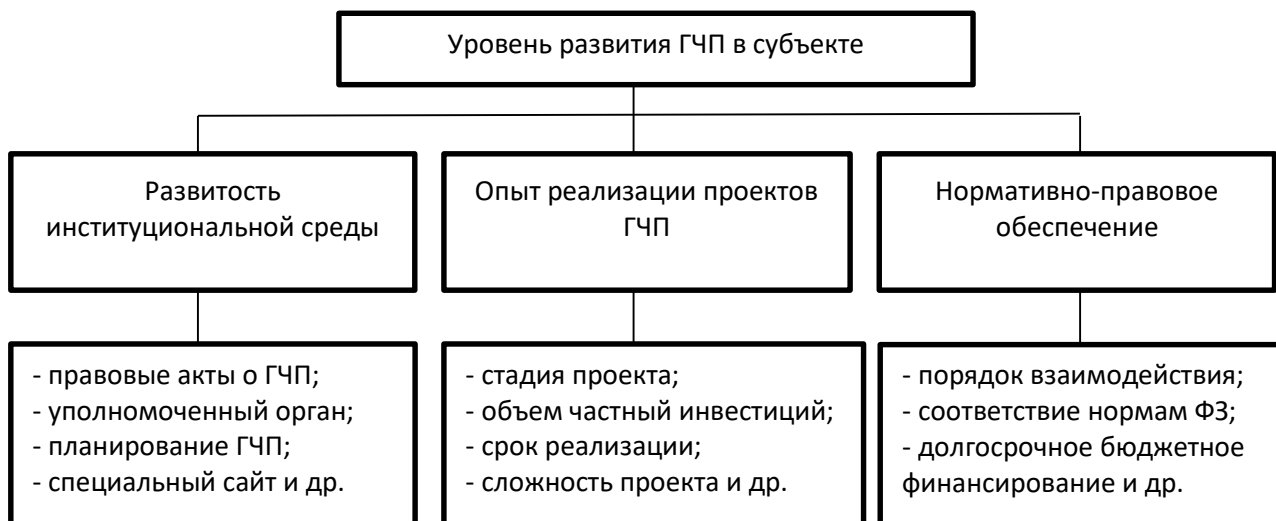 Уровень развития ГЧП в субъекте
Развитость
институциональной среды
Опыт реализации проектов
ГЧП
Нормативно-правовое
обеспечение
- правовые акты о ГЧП;
- уполномоченный орган;
- планирование ГЧП;
- специальный сайт и др.
- стадия проекта;
- объем частный инвестиций;
- срок реализации;
- сложность проекта и др.
- порядок взаимодействия;
- соответствие нормам ФЗ;
- долгосрочное бюджетное
финансирование и др.